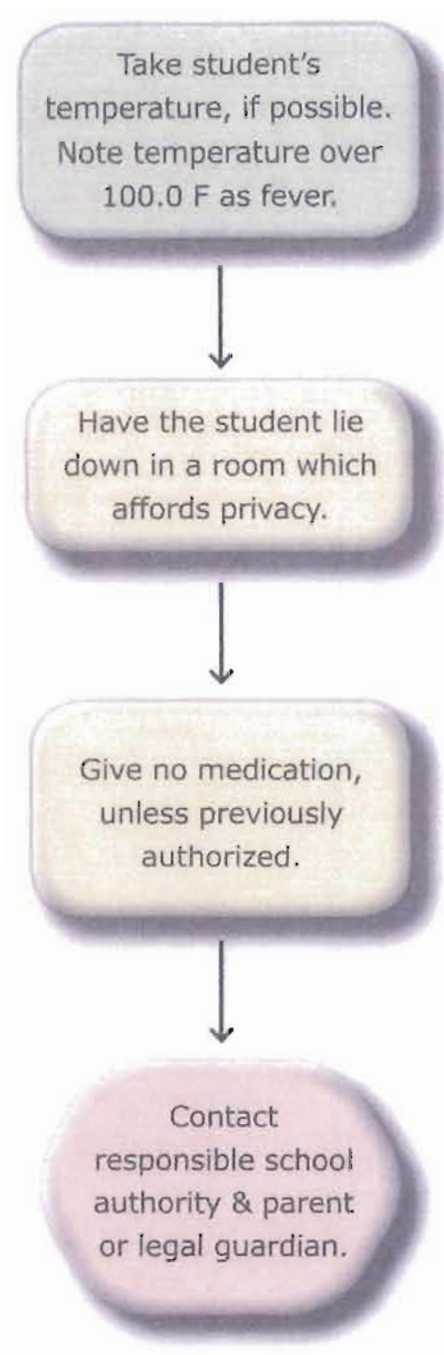 Take student's
temperature, if possible.
Note temperature over
100.0 F as fever.
Have the student lie
down in a room which
affords privacy.
Give no medication,
unless previously
authorized.
Contact
responsible school
authority & parent
or legal guardian.